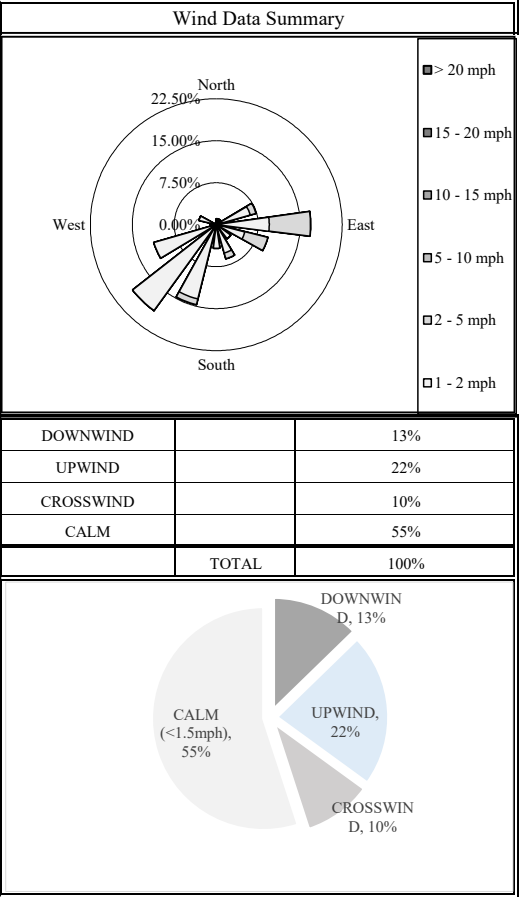 Wind Data Summary
North
22.50%
15.00%
7.50%
0.00%
West
East
South
> 20 mph
15 - 20 mph
10 - 15 mph
5 - 10 mph
2 - 5 mph
1 - 2 mph
DOWNWIND 13%
UPWIND 22%
CROSSWIND 10%
CALM 55%
TOTAL 100%
DOWNWIN
D, 13%
UPWIND,
22%
CROSSWIN
D, 10%
CALM
(<1.5mph),
55%